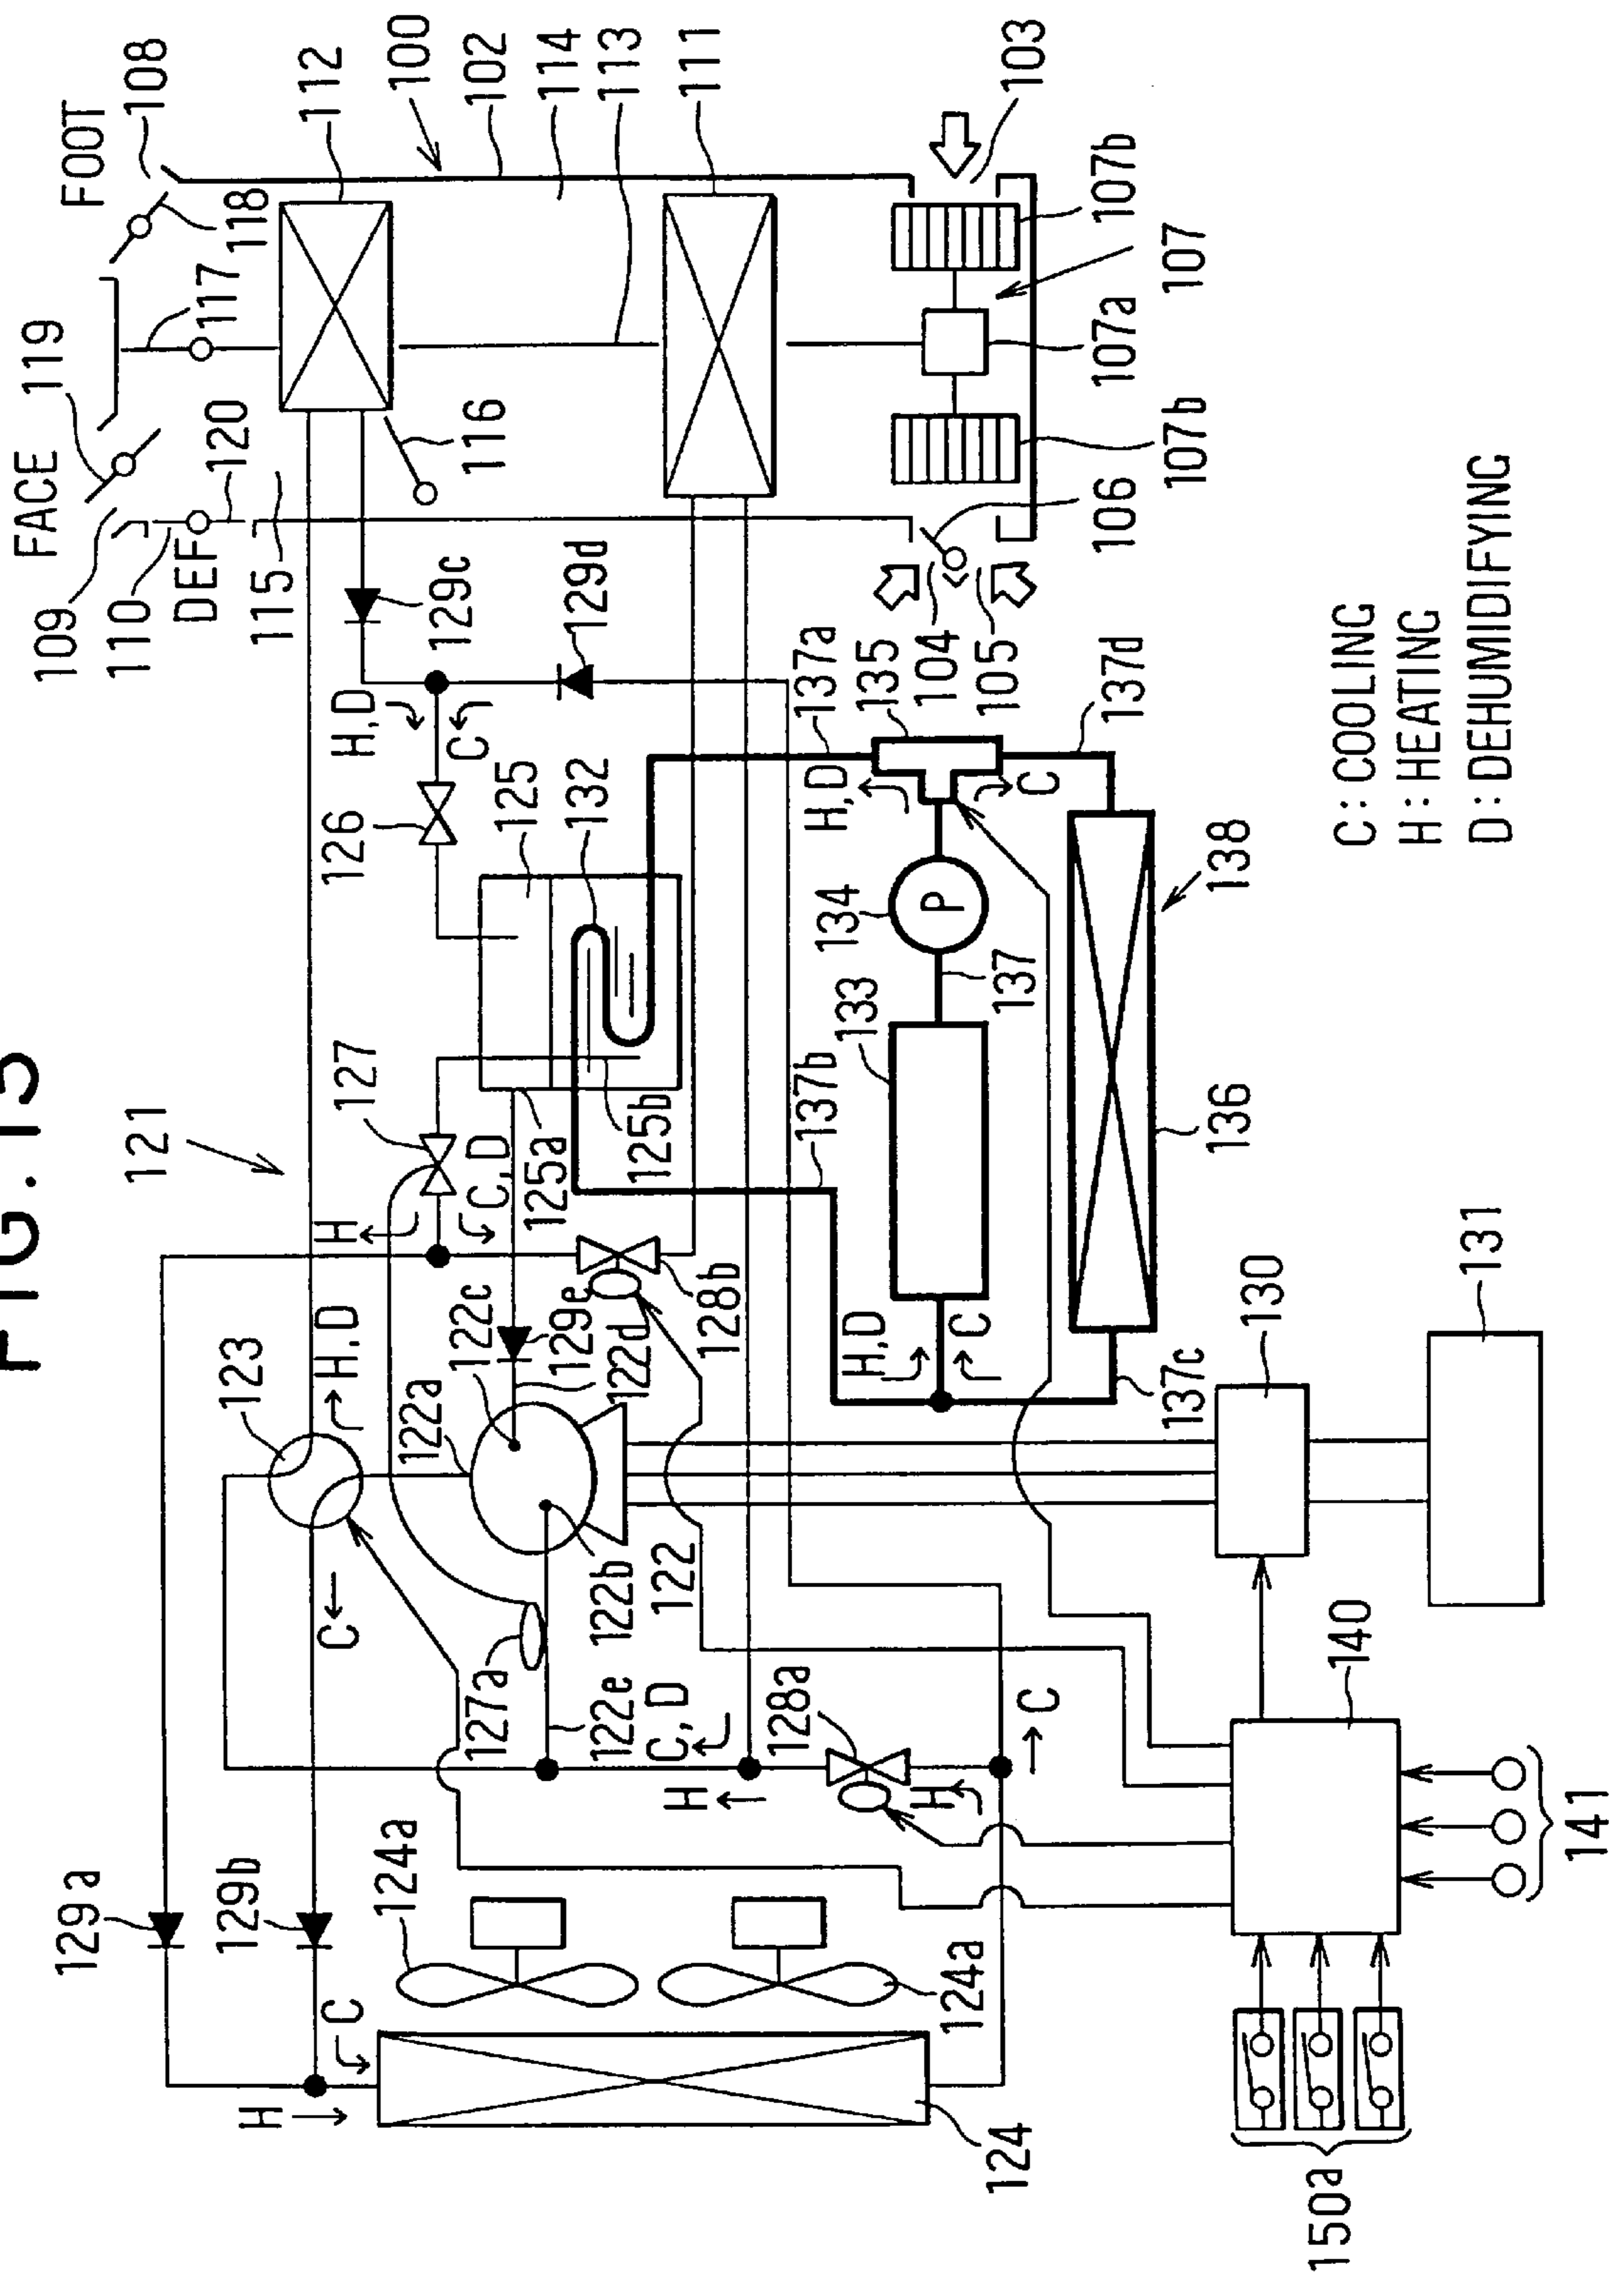 FIG. 15
121
123
H, D
C
129a
129b
C
H
124a
124a
124
127a
122e
122a
122b
122c
122d
122
129e
128b
C, D
H
128a
H
C
H
C, D
127
125a
125b
125
132
126
H, D
C
129c
129d
137a
137b
H, D
C
133
134
P
137
H, D
C
135
137d
137c
136
138
FACE
FOOT
DEF
119
109
110
115
120
117
118
108
112
100
102
114
113
111
116
103
106
104
105
107b
107a
107
107b
130
131
140
141
150a
C : COOLING
H : HEATING
D : DEHUMIDIFYING